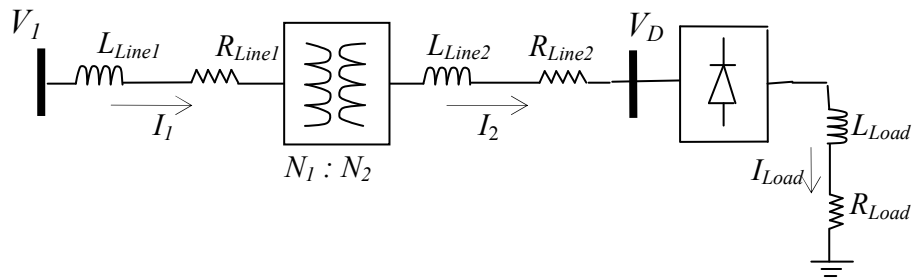 V1
LLine1
RLine1
LLine2
RLine2
VD
I1
I2
N1 : N2
LLoad
ILoad
RLoad